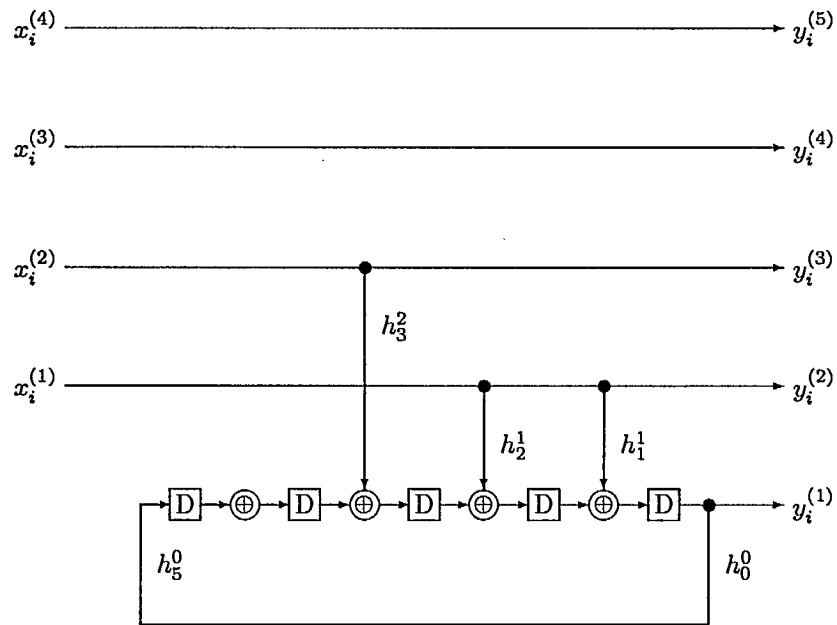 x_i^{(4)} y_i^{(5)}
x_i^{(3)} y_i^{(4)}
x_i^{(2)} y_i^{(3)}
h_3^2
x_i^{(1)} y_i^{(2)}
h_2^1 h_1^1
D ⊕ D ⊕ D ⊕ D ⊕ D y_i^{(1)}
h_5^0 h_0^0